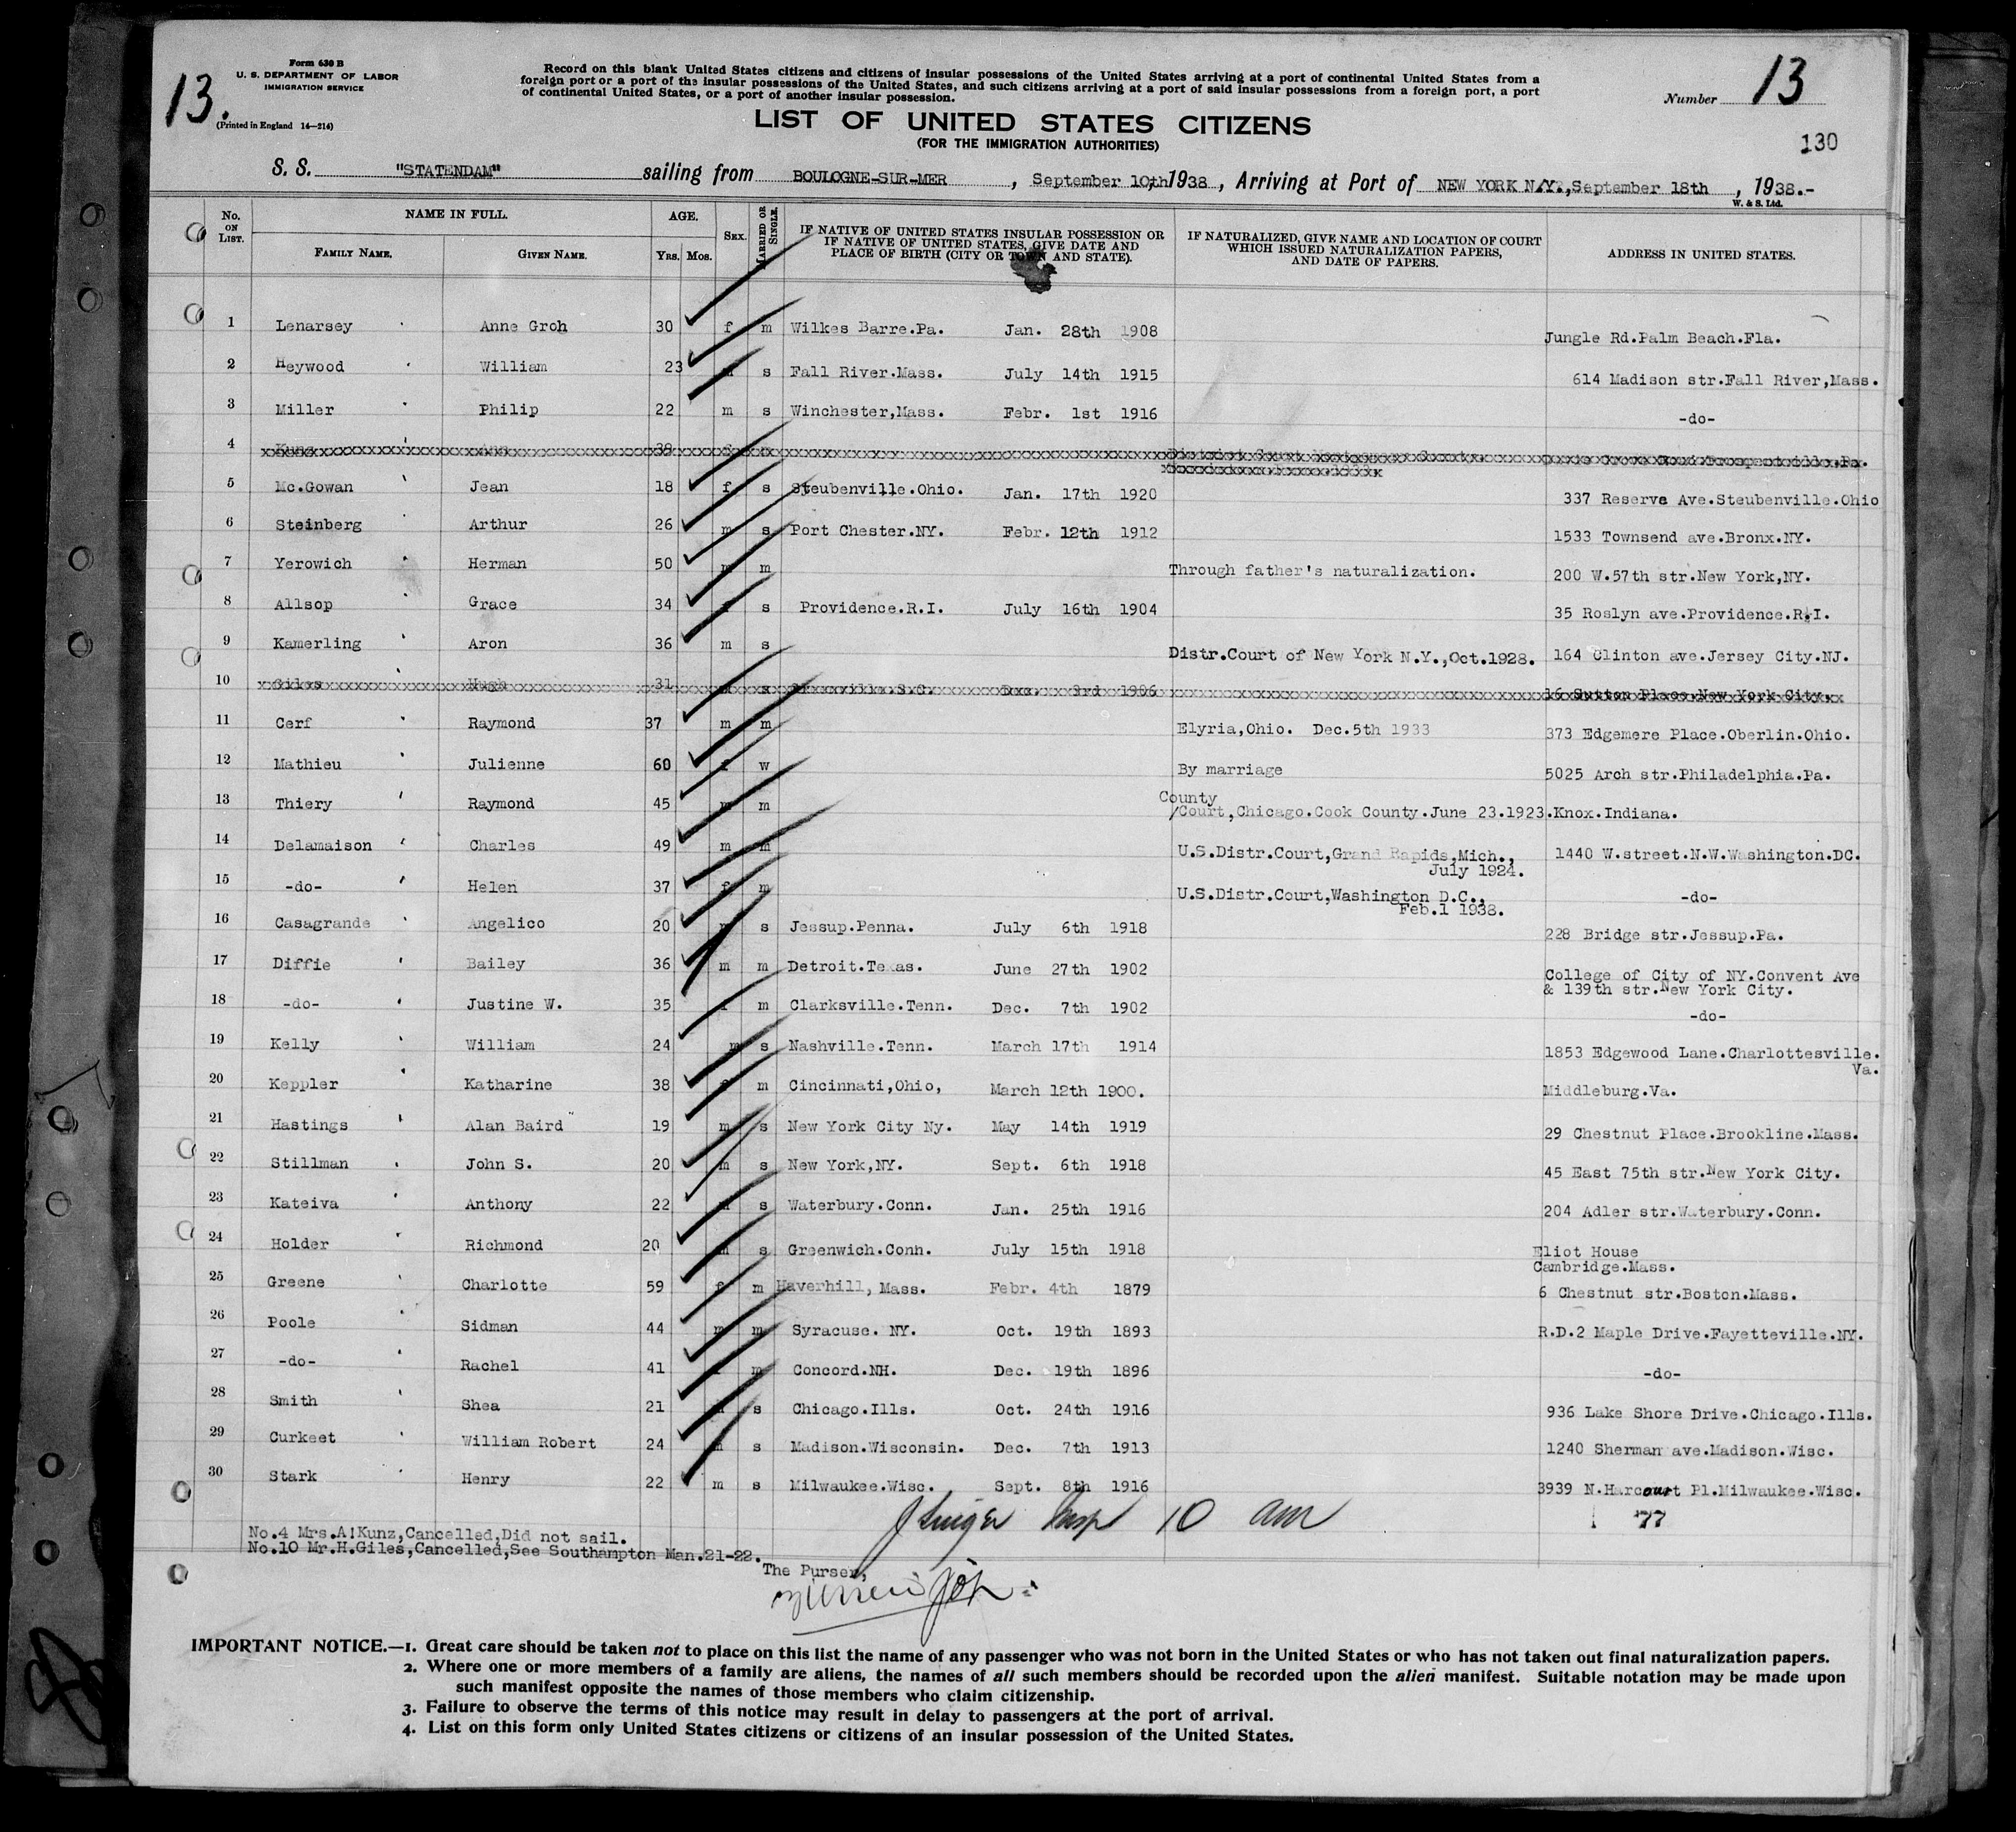 13.
Form 630 B
U. S. DEPARTMENT OF LABOR
IMMIGRATION SERVICE
(Printed in England 14—214)
Record on this blank United States citizens and citizens of insular possessions of the United States arriving at a port of continental United States from a
foreign port or a port of the insular possessions of the United States, and such citizens arriving at a port of said insular possessions from a foreign port, a port
of continental United States, or a port of another insular possession.
Number 13
LIST OF UNITED STATES CITIZENS
(FOR THE IMMIGRATION AUTHORITIES)
130
S. S. "STATENDAM" sailing from BOULOGNE-SUR-MER, September 10th 1938, Arriving at Port of NEW YORK N.Y., September 18th, 1938.-
W. & S. Ltd.
No. ON LIST. NAME IN FULL. FAMILY NAME. GIVEN NAME. AGE. Yrs. Mos. SEX. MARRIED OR SINGLE. IF NATIVE OF UNITED STATES INSULAR POSSESSION OR IF NATIVE OF UNITED STATES, GIVE DATE AND PLACE OF BIRTH (CITY OR TOWN AND STATE). IF NATURALIZED, GIVE NAME AND LOCATION OF COURT WHICH ISSUED NATURALIZATION PAPERS, AND DATE OF PAPERS. ADDRESS IN UNITED STATES.
1 Lenarsey Anne Groh 30 f m Wilkes Barre.Pa. Jan. 28th 1908 Jungle Rd.Palm Beach.Fla.
2 Heywood William 23 s Fall River.Mass. July 14th 1915 614 Madison str.Fall River,Mass.
3 Miller Philip 22 m s Winchester,Mass. Febr. 1st 1916 -do-
4 Kunz
5 Mc.Gowan Jean 18 f s Steubenville.Ohio. Jan. 17th 1920 337 Reserve Ave.Steubenville.Ohio
6 Steinberg Arthur 26 m s Port Chester.NY. Febr. 12th 1912 1533 Townsend ave.Bronx.NY.
7 Yerowich Herman 50 m m Through father's naturalization. 200 W.57th str.New York,NY.
8 Allsop Grace 34 f s Providence.R.I. July 16th 1904 35 Roslyn ave.Providence.R.I.
9 Kamerling Aron 36 m s Distr.Court of New York N.Y.,Oct.1928. 164 Clinton ave.Jersey City.NJ.
10 Giles Hugh 31 s Dec. 3rd 1906 16 Sutton Place.New York City.
11 Cerf Raymond 37 m m Elyria,Ohio. Dec.5th 1933 373 Edgemere Place.Oberlin.Ohio.
12 Mathieu Julienne 60 f w By marriage 5025 Arch str.Philadelphia.Pa.
13 Thiery Raymond 45 m m County
/Court,Chicago.Cook County.June 23.1923. Knox.Indiana.
14 Delamaison Charles 49 m m U.S.Distr.Court,Grand Rapids,Mich., 1440 W.street.N.W.Washington.DC.
July 1924.
15 -do- Helen 37 f m U.S.Distr.Court,Washington D.C., -do-
Feb.1 1938.
16 Casagrande Angelico 20 s Jessup.Penna. July 6th 1918 228 Bridge str.Jessup.Pa.
17 Diffie Bailey 36 m m Detroit.Texas. June 27th 1902 College of City of NY.Convent Ave
& 139th str.New York City.
18 -do- Justine W. 35 m Clarksville.Tenn. Dec. 7th 1902 -do-
19 Kelly William 24 m s Nashville.Tenn. March 17th 1914 1853 Edgewood Lane.Charlottesville.
Va.
20 Keppler Katharine 38 f m Cincinnati,Ohio, March 12th 1900. Middleburg.Va.
21 Hastings Alan Baird 19 m s New York City Ny. May 14th 1919 29 Chestnut Place.Brookline.Mass.
22 Stillman John S. 20 m s New York,NY. Sept. 6th 1918 45 East 75th str.New York City.
23 Kateiva Anthony 22 m s Waterbury.Conn. Jan. 25th 1916 204 Adler str.Waterbury.Conn.
24 Holder Richmond 20 m s Greenwich.Conh. July 15th 1918 Eliot House
Cambridge.Mass.
25 Greene Charlotte 59 f m Haverhill, Mass. Febr. 4th 1879 6 Chestnut str.Boston.Mass.
26 Poole Sidman 44 m m Syracuse. NY. Oct. 19th 1893 R.D.2 Maple Drive.Fayetteville.NY.
27 -do- Rachel 41 f m Concord.NH. Dec. 19th 1896 -do-
28 Smith Shea 21 s Chicago.Ills. Oct. 24th 1916 936 Lake Shore Drive.Chicago.Ills.
29 Curkeet William Robert 24 s Madison.Wisconsin. Dec. 7th 1913 1240 Sherman ave.Madison.Wisc.
30 Stark Henry 22 m s Milwaukee.Wisc. Sept. 8th 1916 3939 N.Harcourt Pl.Milwaukee.Wisc.
Insp 10 am 77
No.4 Mrs.A!Kunz,Cancelled,Did not sail.
No.10 Mr.H.Giles,Cancelled,See Southampton Man.21-22.
The Purser,
IMPORTANT NOTICE.—1. Great care should be taken not to place on this list the name of any passenger who was not born in the United States or who has not taken out final naturalization papers.
2. Where one or more members of a family are aliens, the names of all such members should be recorded upon the alien manifest. Suitable notation may be made upon
such manifest opposite the names of those members who claim citizenship.
3. Failure to observe the terms of this notice may result in delay to passengers at the port of arrival.
4. List on this form only United States citizens or citizens of an insular possession of the United States.